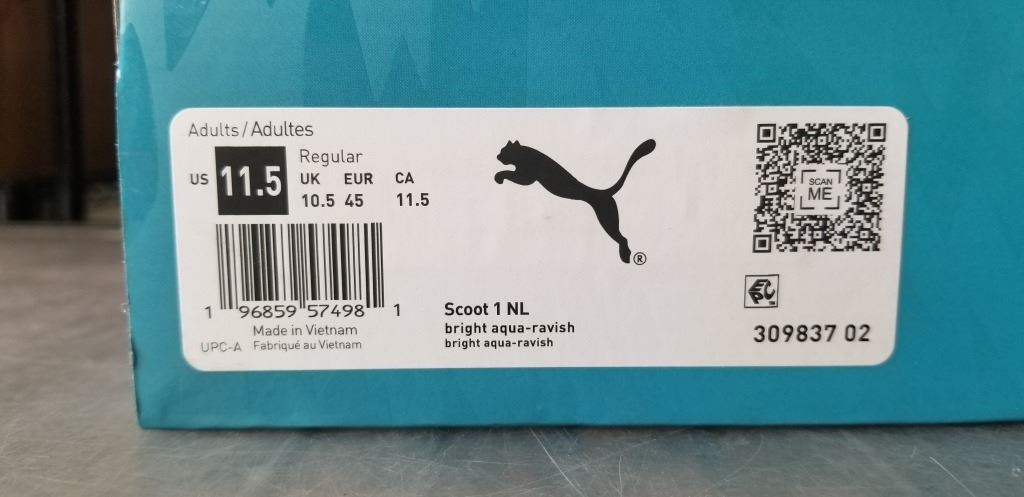 Adults/Adultes
US 11.5
Regular
UK EUR CA
10.5 45 11.5
1 96859 57498 1
Made in Vietnam
UPC-A Fabriqué au Vietnam
®
Scoot 1 NL
bright aqua-ravish
bright aqua-ravish
SCAN
ME
EPC
309837 02